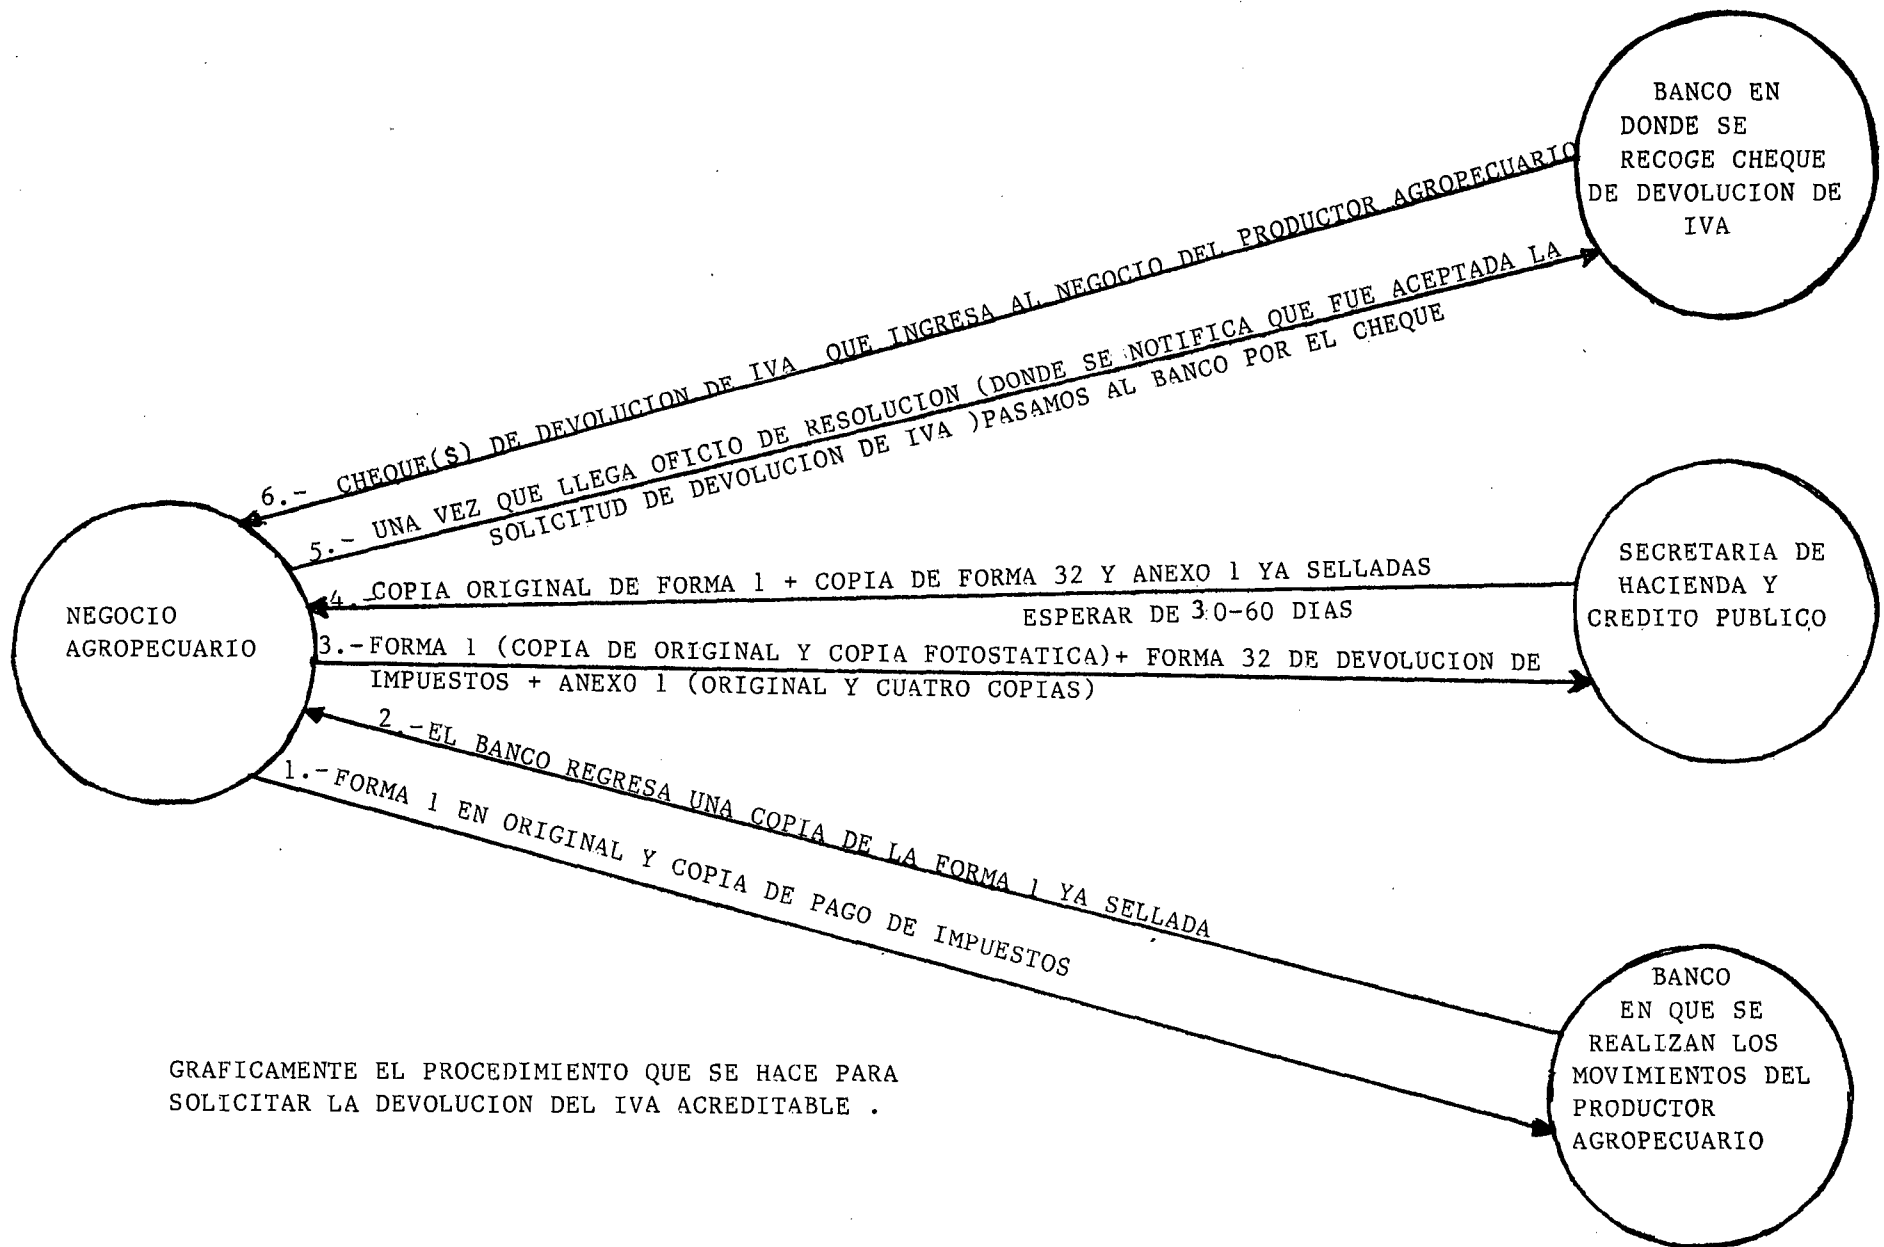 BANCO EN
DONDE SE
RECOGE CHEQUE
DE DEVOLUCION DE
IVA
6.- CHEQUE($) DE DEVOLUCION DE IVA QUE INGRESA AL NEGOCIO DEL PRODUCTOR AGROPECUARIO
5.- UNA VEZ QUE LLEGA OFICIO DE RESOLUCION (DONDE SE NOTIFICA QUE FUE ACEPTADA LA
SOLICITUD DE DEVOLUCION DE IVA )PASAMOS AL BANCO POR EL CHEQUE
SECRETARIA DE
HACIENDA Y
CREDITO PUBLICO
4.-COPIA ORIGINAL DE FORMA 1 + COPIA DE FORMA 32 Y ANEXO 1 YA SELLADAS
ESPERAR DE 30-60 DIAS
NEGOCIO
AGROPECUARIO
3.-FORMA 1 (COPIA DE ORIGINAL Y COPIA FOTOSTATICA)+ FORMA 32 DE DEVOLUCION DE
IMPUESTOS + ANEXO 1 (ORIGINAL Y CUATRO COPIAS)
2.-EL BANCO REGRESA UNA COPIA DE LA FORMA 1 YA SELLADA
1.-FORMA 1 EN ORIGINAL Y COPIA DE PAGO DE IMPUESTOS
BANCO
EN QUE SE
REALIZAN LOS
MOVIMIENTOS DEL
PRODUCTOR
AGROPECUARIO
GRAFICAMENTE EL PROCEDIMIENTO QUE SE HACE PARA
SOLICITAR LA DEVOLUCION DEL IVA ACREDITABLE .